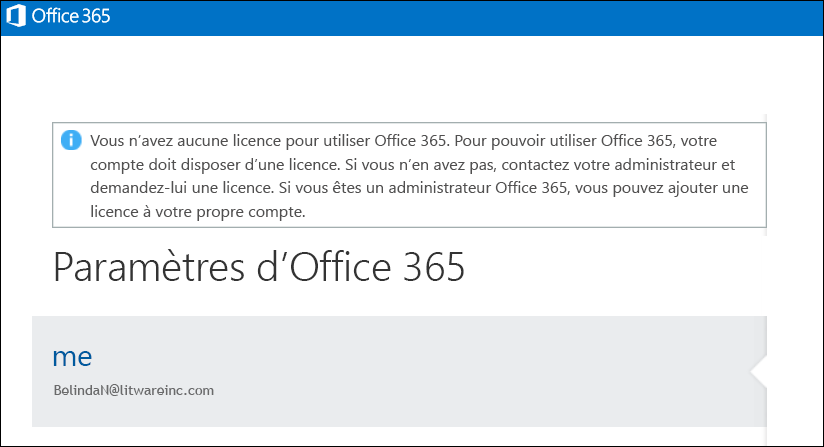 Office 365
Vous n’avez aucune licence pour utiliser Office 365. Pour pouvoir utiliser Office 365, votre
compte doit disposer d’une licence. Si vous n’en avez pas, contactez votre administrateur et
demandez-lui une licence. Si vous êtes un administrateur Office 365, vous pouvez ajouter une
licence à votre propre compte.
Paramètres d’Office 365
me
BelindaN@litwareinc.com